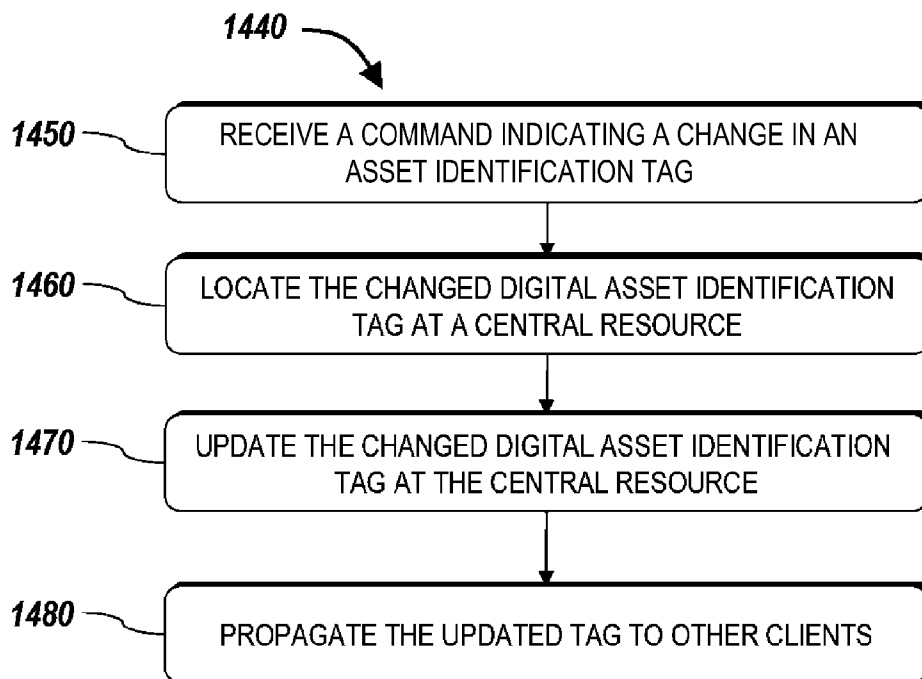 1440
1450
RECEIVE A COMMAND INDICATING A CHANGE IN AN
ASSET IDENTIFICATION TAG
1460
LOCATE THE CHANGED DIGITAL ASSET IDENTIFICATION
TAG AT A CENTRAL RESOURCE
1470
UPDATE THE CHANGED DIGITAL ASSET IDENTIFICATION
TAG AT THE CENTRAL RESOURCE
1480
PROPAGATE THE UPDATED TAG TO OTHER CLIENTS